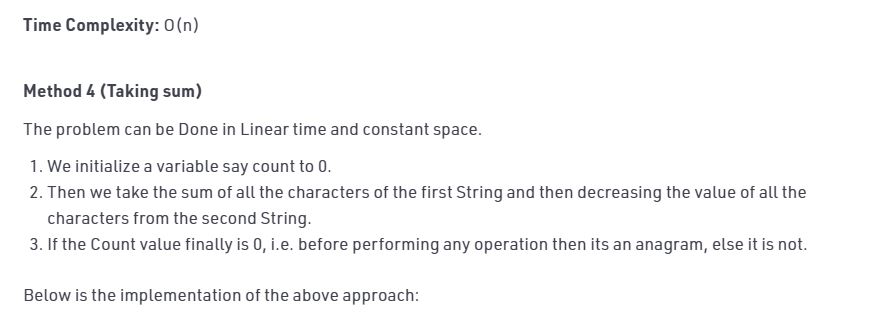 Time Complexity: O(n)
Method 4 (Taking sum)
The problem can be Done in Linear time and constant space.
1. We initialize a variable say count to 0.
2. Then we take the sum of all the characters of the first String and then decreasing the value of all the
characters from the second String.
3. If the Count value finally is 0, i.e. before performing any operation then its an anagram, else it is not.
Below is the implementation of the above approach: